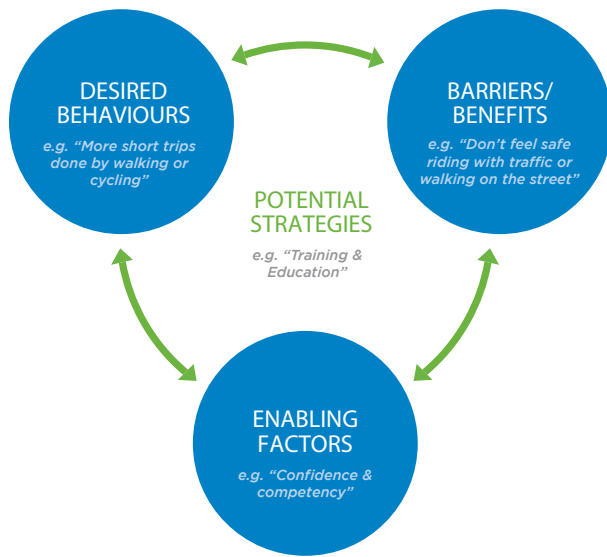 DESIRED
BEHAVIOURS
e.g. “More short trips
done by walking or
cycling”
BARRIERS/
BENEFITS
e.g. “Don’t feel safe
riding with traffic or
walking on the street”
POTENTIAL
STRATEGIES
e.g. “Training &
Education”
ENABLING
FACTORS
e.g. “Confidence &
competency”